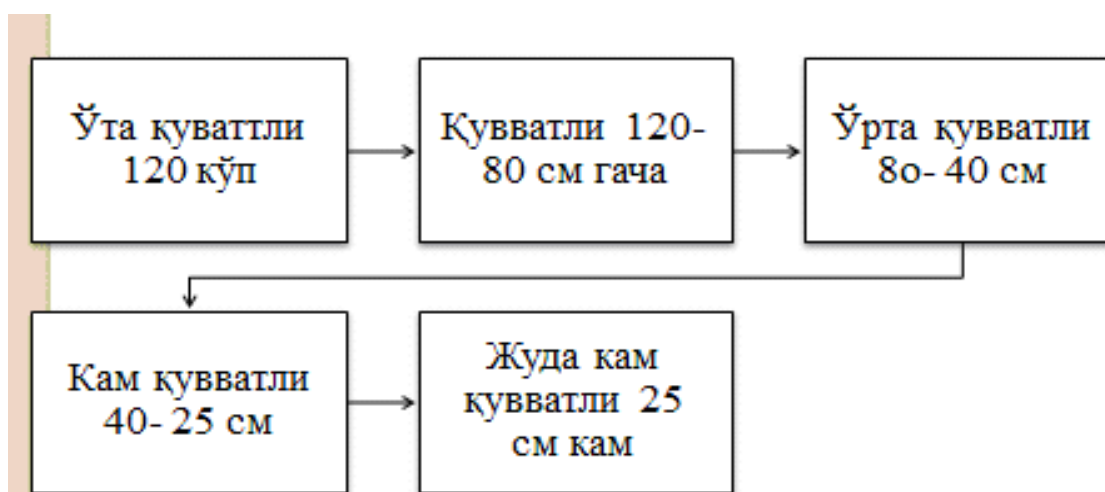 Ўта қуваттли
120 кўп
Қувватли 120-
80 см гача
Ўрта қувватли
8о- 40 см
Кам қувватли
40- 25 см
Жуда кам
қувватли 25
см кам